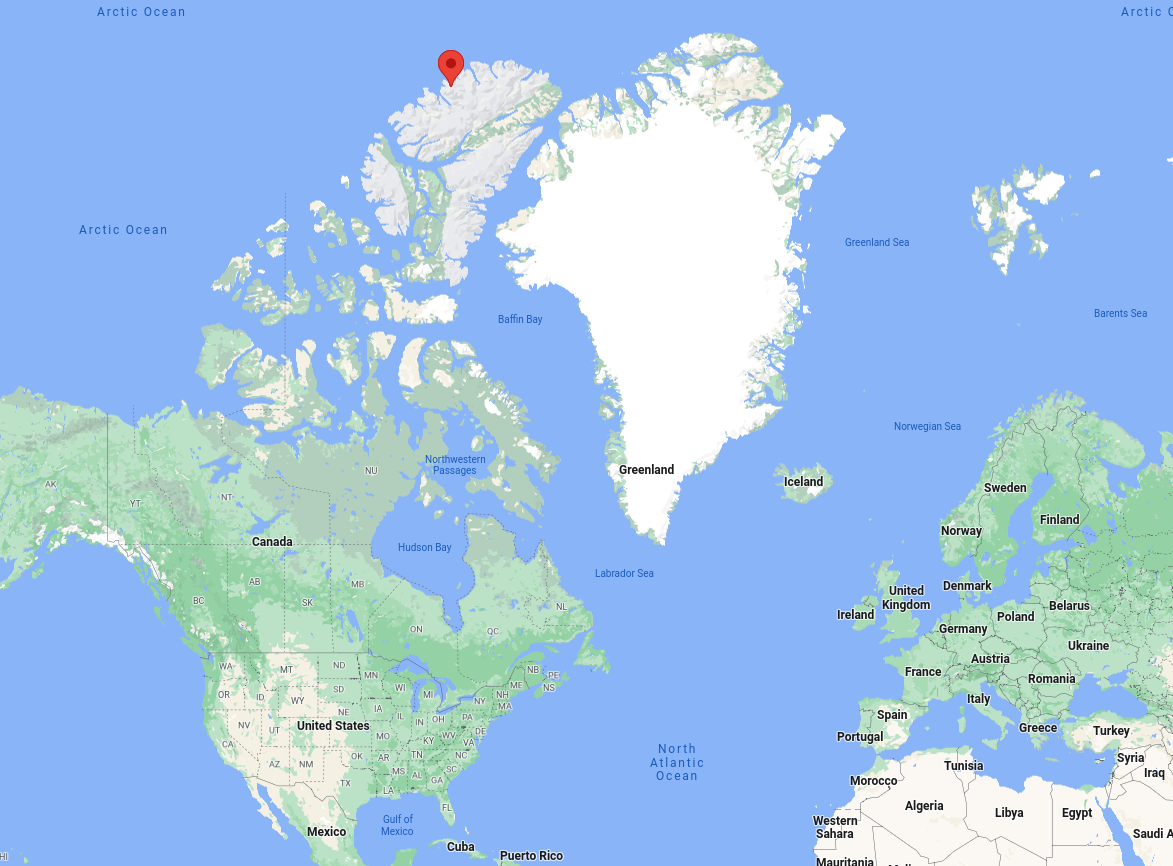 Arctic Ocean
Arctic O
Arctic Ocean
Greenland Sea
Baffin Bay
Barents Sea
Norwegian Sea
Northwestern
Passages
NU
Greenland
Iceland
AK
YT
NT
Sweden
Finland
Norway
Canada
Hudson Bay
Labrador Sea
AB
MB
SK
BC
NL
ON
QC
Denmark
United
Kingdom
Ireland
Poland
Belarus
Germany
Ukraine
Austria
France
Romania
Italy
Spain
Portugal
Greece
Turkey
WA
MT
ND
MN
NB
PE
NS
ME
OR
ID
WY
SD
WI
MI
NH
MA
NY
NV
UT
NE
IA
IL
IN
OH
PA
United States
CA
MO
KY
WV
DE
VA
AZ
NM
OK
AR
TN
NC
MS
AL
SC
GA
TX
LA
FL
North
Atlantic
Ocean
Tunisia
Syria
Iraq
Morocco
Algeria
Libya
Egypt
Western
Sahara
Saudi A
Gulf of
Mexico
Mexico
Cuba
Puerto Rico
Mauritania
HI